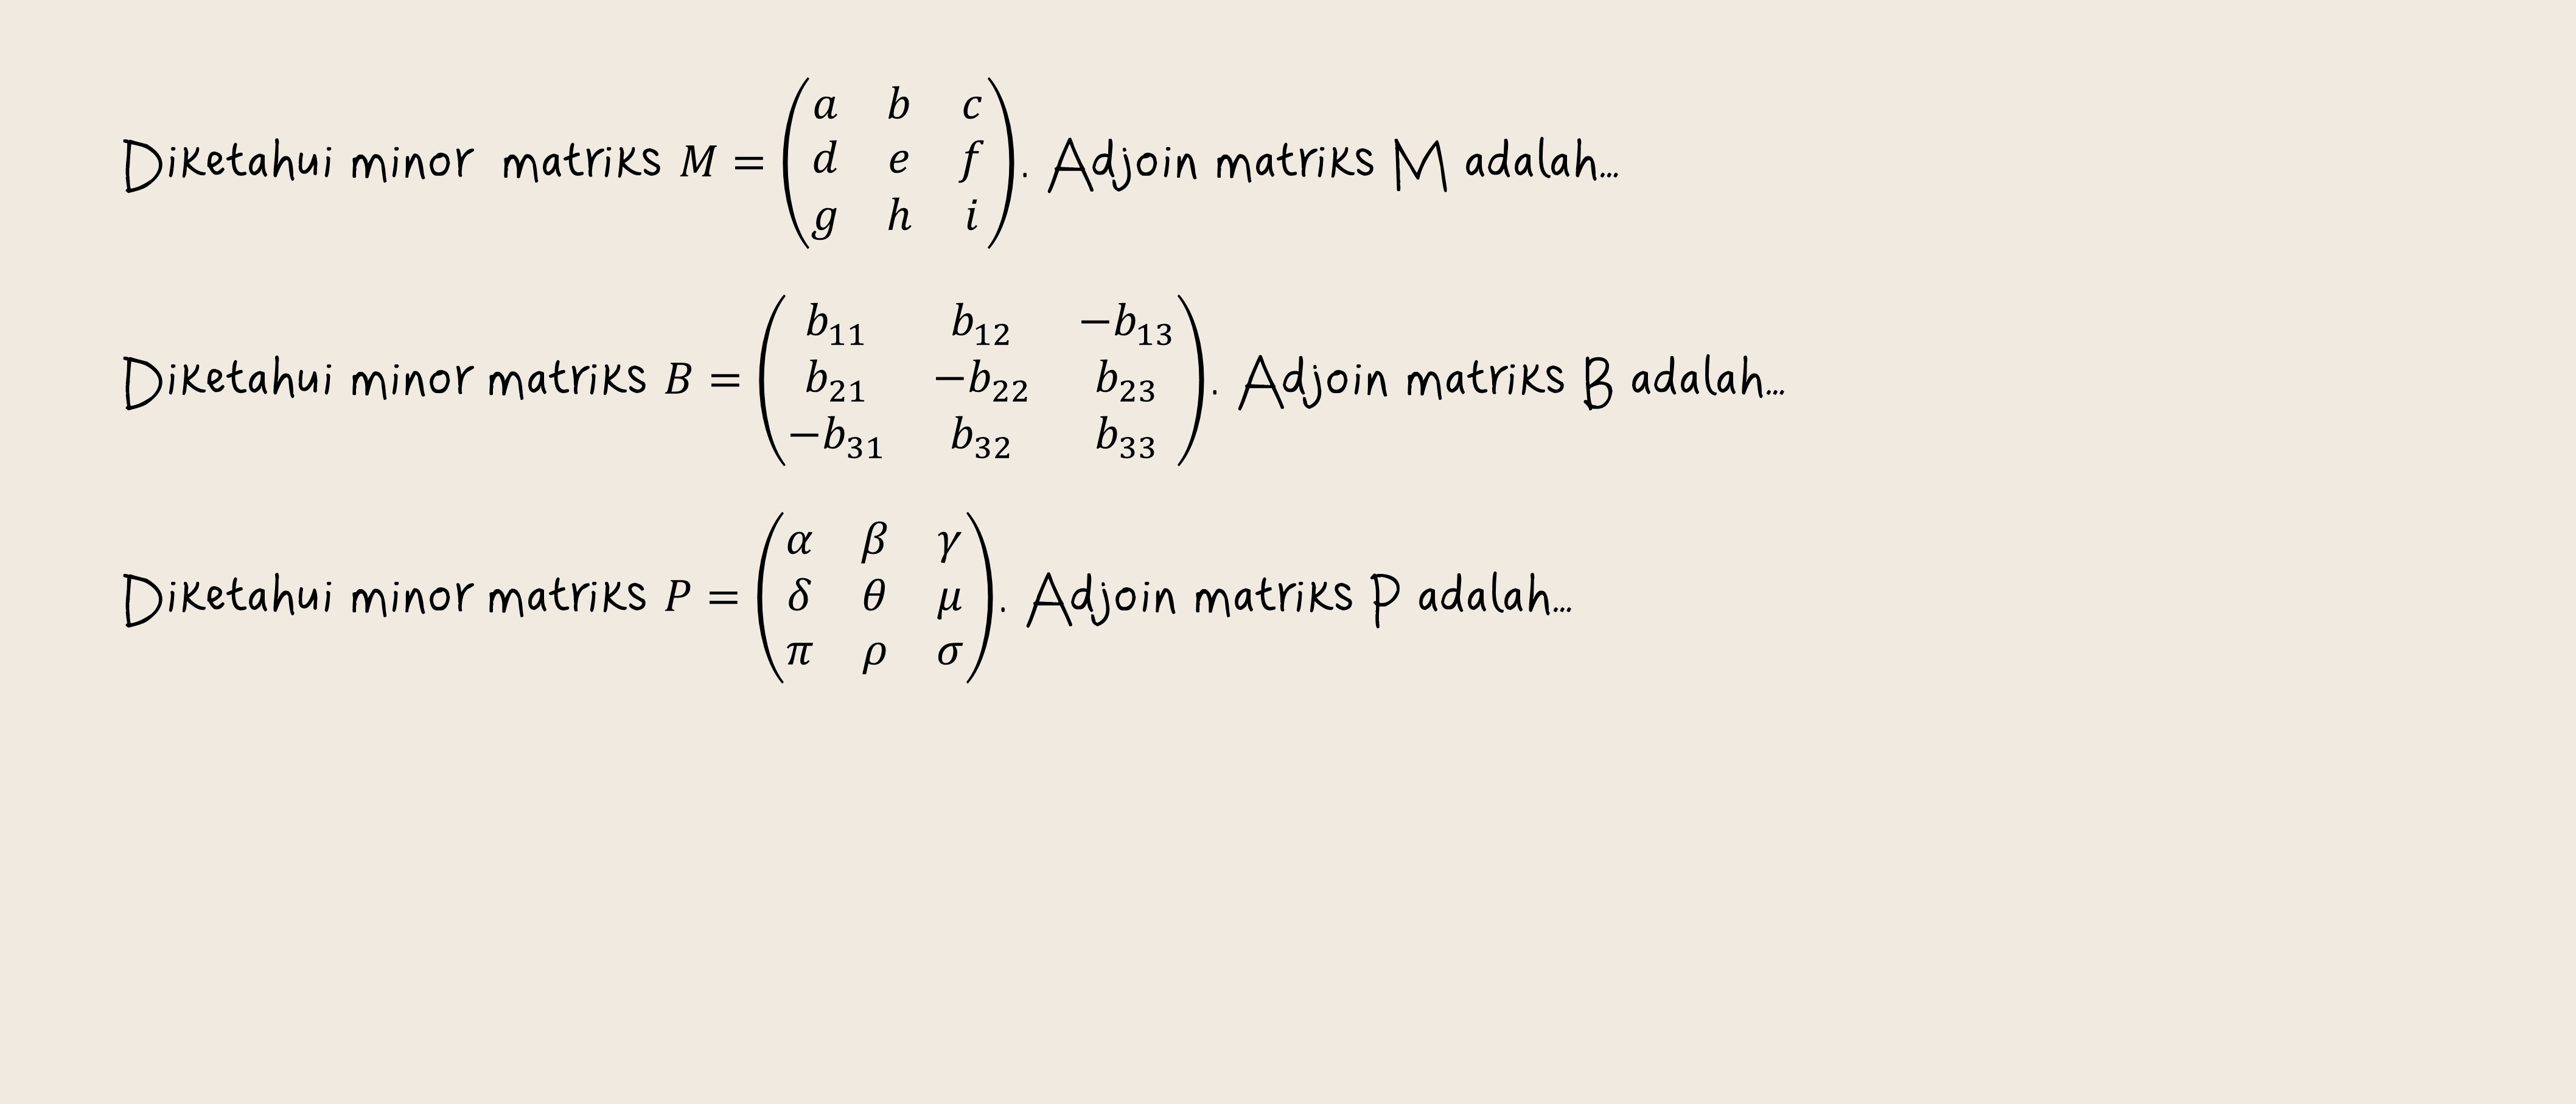 Diketahui minor matriks $M = \begin{pmatrix} a & b & c \\ d & e & f \\ g & h & i \end{pmatrix}$. Adjoin matriks M adalah...
Diketahui minor matriks $B = \begin{pmatrix} b_{11} & b_{12} & -b_{13} \\ b_{21} & -b_{22} & b_{23} \\ -b_{31} & b_{32} & b_{33} \end{pmatrix}$. Adjoin matriks B adalah...
Diketahui minor matriks $P = \begin{pmatrix} \alpha & \beta & \gamma \\ \delta & \theta & \mu \\ \pi & \rho & \sigma \end{pmatrix}$. Adjoin matriks P adalah...